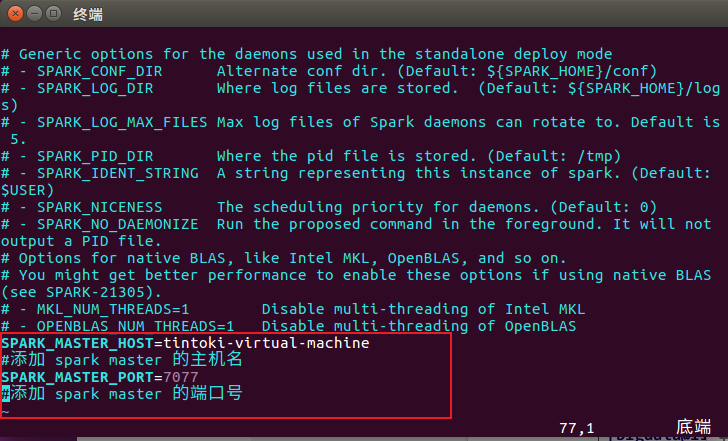 终端
# Generic options for the daemons used in the standalone deploy mode
# - SPARK_CONF_DIR      Alternate conf dir. (Default: ${SPARK_HOME}/conf)
# - SPARK_LOG_DIR       Where log files are stored.  (Default: ${SPARK_HOME}/log
s)
# - SPARK_LOG_MAX_FILES Max log files of Spark daemons can rotate to. Default is
 5.
# - SPARK_PID_DIR       Where the pid file is stored. (Default: /tmp)
# - SPARK_IDENT_STRING  A string representing this instance of spark. (Default:
$USER)
# - SPARK_NICENESS      The scheduling priority for daemons. (Default: 0)
# - SPARK_NO_DAEMONIZE  Run the proposed command in the foreground. It will not
output a PID file.
# Options for native BLAS, like Intel MKL, OpenBLAS, and so on.
# You might get better performance to enable these options if using native BLAS
(see SPARK-21305).
# - MKL_NUM_THREADS=1        Disable multi-threading of Intel MKL
# - OPENBLAS_NUM_THREADS=1   Disable multi-threading of OpenBLAS
SPARK_MASTER_HOST=tintoki-virtual-machine
#添加 spark master 的主机名
SPARK_MASTER_PORT=7077
#添加 spark master 的端口号
~
77,1 底端